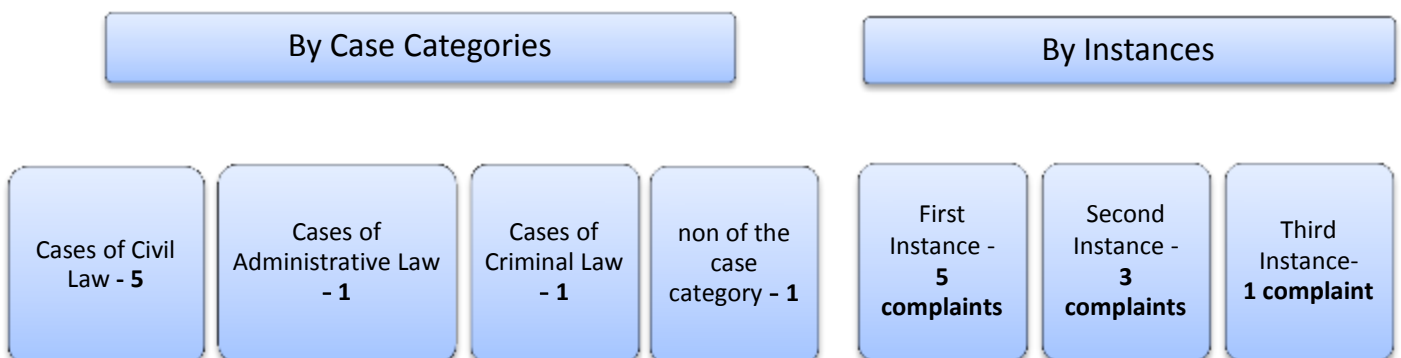 By Case Categories
By Instances
Cases of Civil
Law - 5
Cases of
Administrative Law
- 1
Cases of
Criminal Law
- 1
non of the
case
category - 1
First
Instance -
5
complaints
Second
Instance -
3
complaints
Third
Instance-
1 complaint